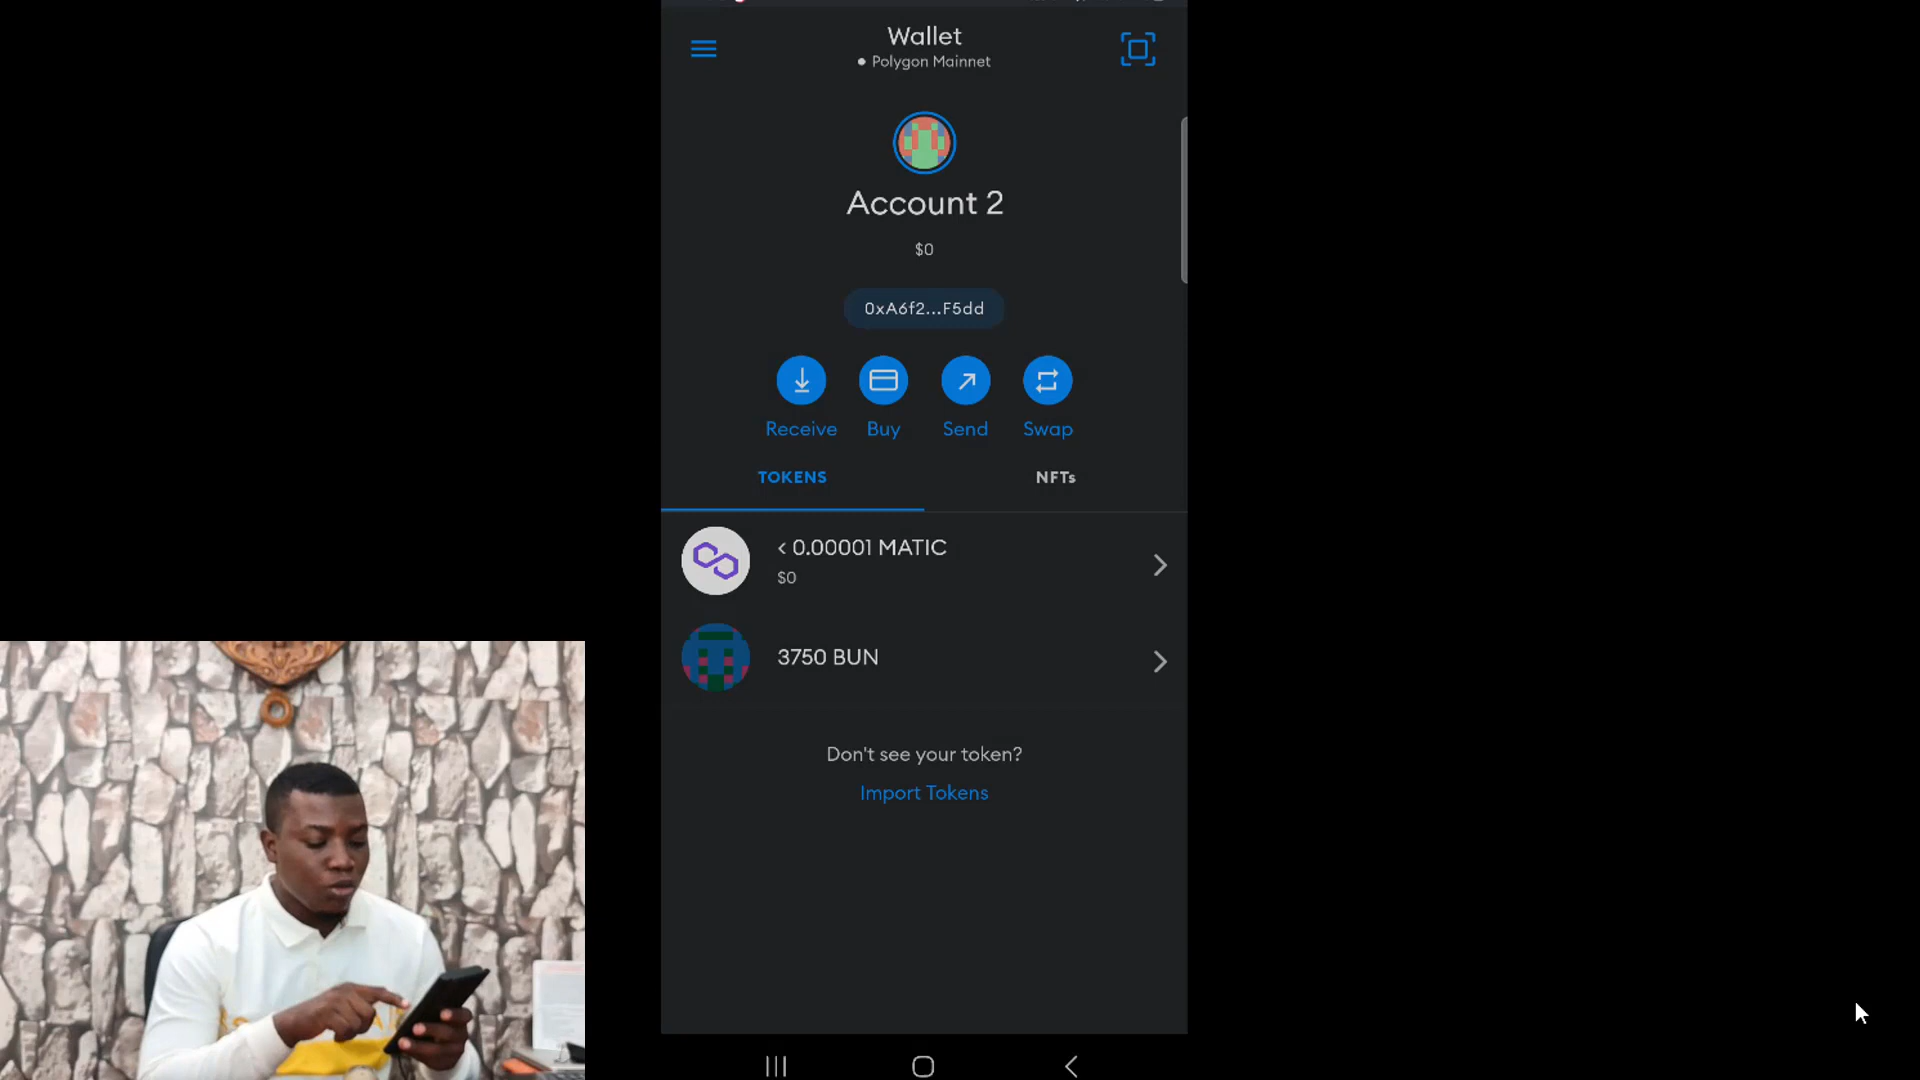 Wallet
Polygon Mainnet
Account 2
$0
0xA6f2...F5dd
Receive Buy Send Swap
TOKENS NFTs
< 0.00001 MATIC
$0
3750 BUN
Don't see your token?
Import Tokens